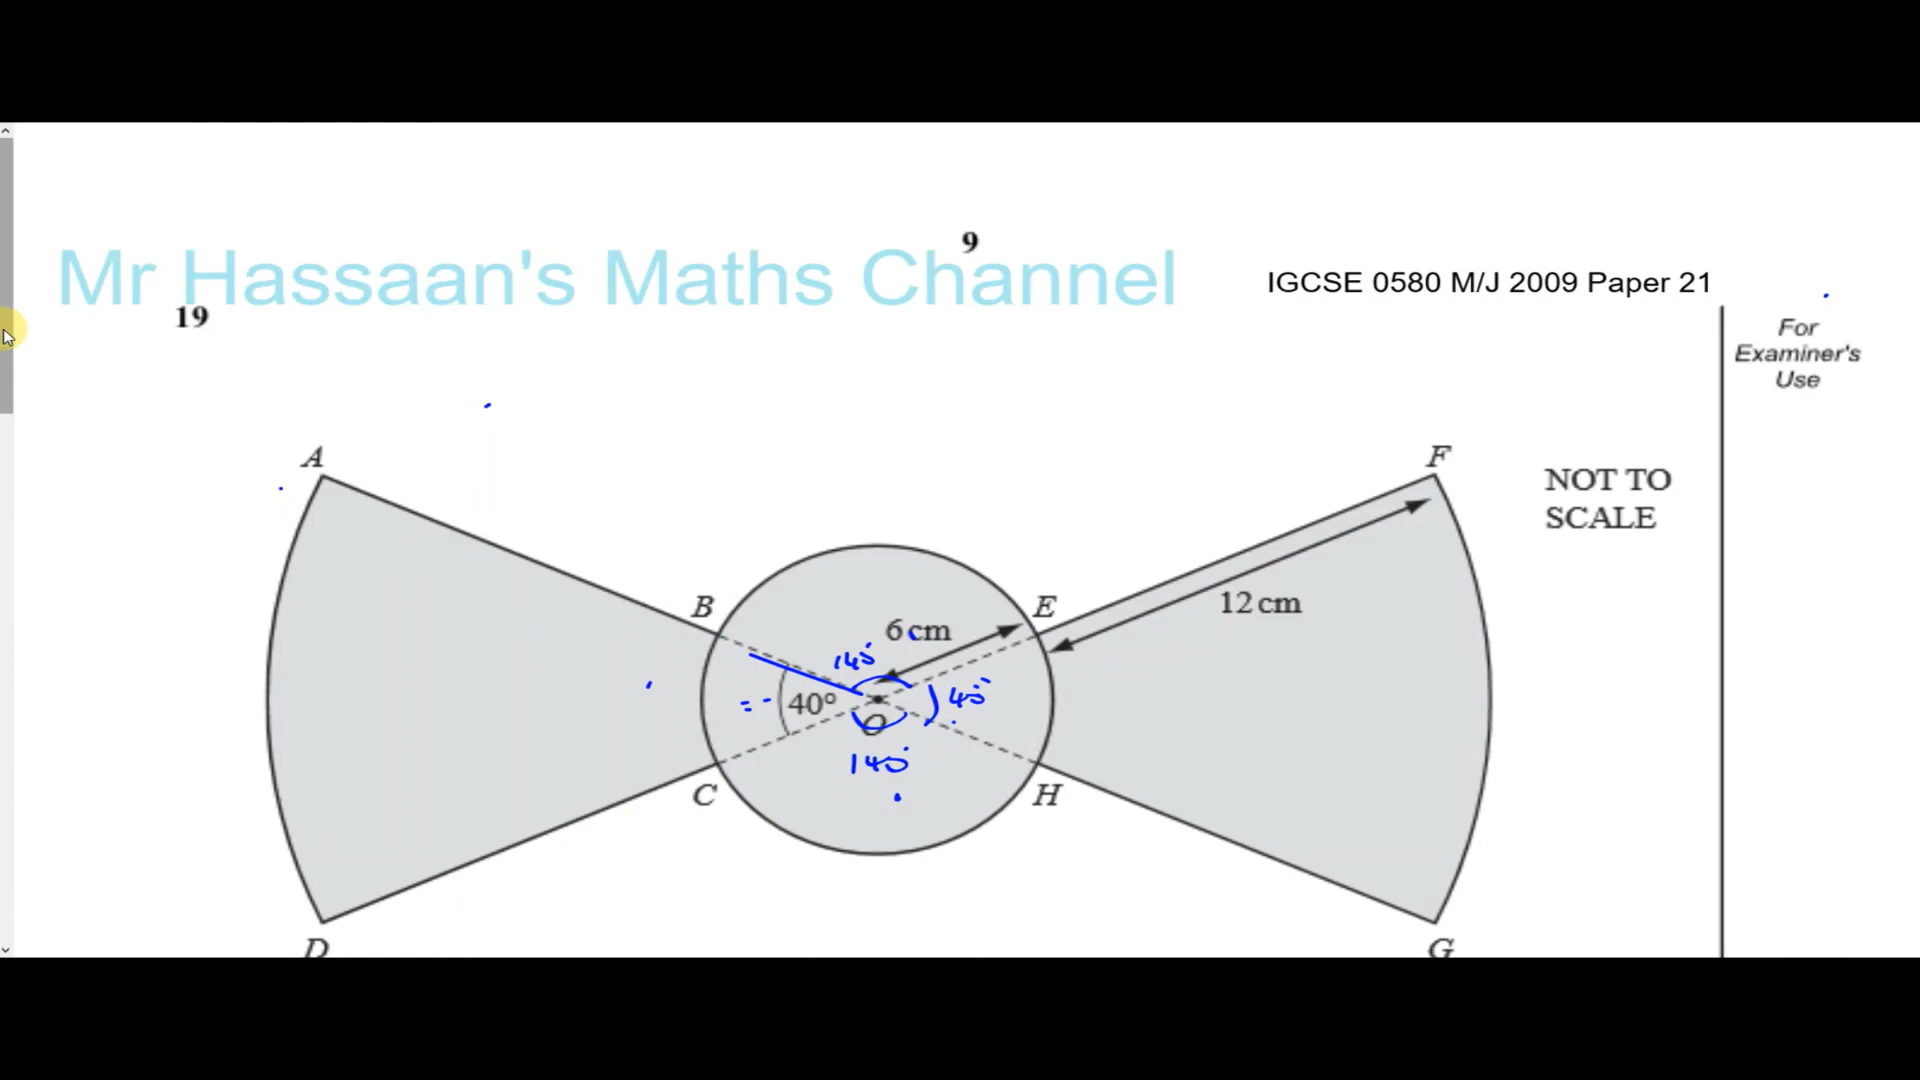 9
Mr Hassaan's Maths Channel
IGCSE 0580 M/J 2009 Paper 21
19
For
Examiner's
Use
A
F
NOT TO
SCALE
B
E
12 cm
6 cm
140°
40°
40°
O
140°
C
H
D
G